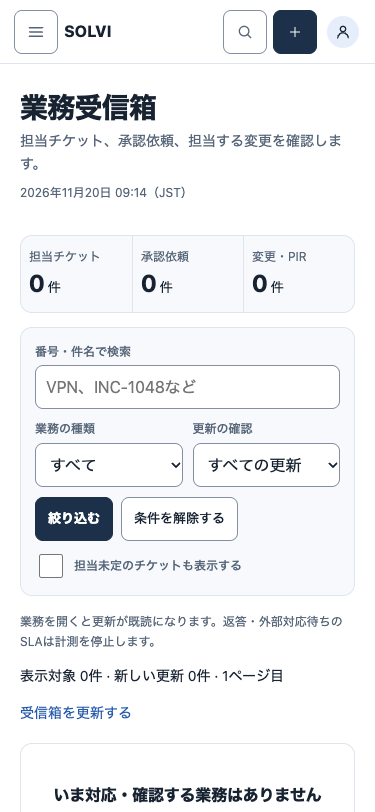 SOLVI
業務受信箱
担当チケット、承認依頼、担当する変更を確認しま
す。
2026年11月20日 09:14（JST）
担当チケット
0 件
承認依頼
0 件
変更・PIR
0 件
番号・件名で検索
VPN、INC-1048など
業務の種類
すべて
更新の確認
すべての更新
絞り込む
条件を解除する
担当未定のチケットも表示する
業務を開くと更新が既読になります。返答・外部対応待ちの
SLAは計測を停止します。
表示対象 0件 · 新しい更新 0件 · 1ページ目
受信箱を更新する
いま対応・確認する業務はありません